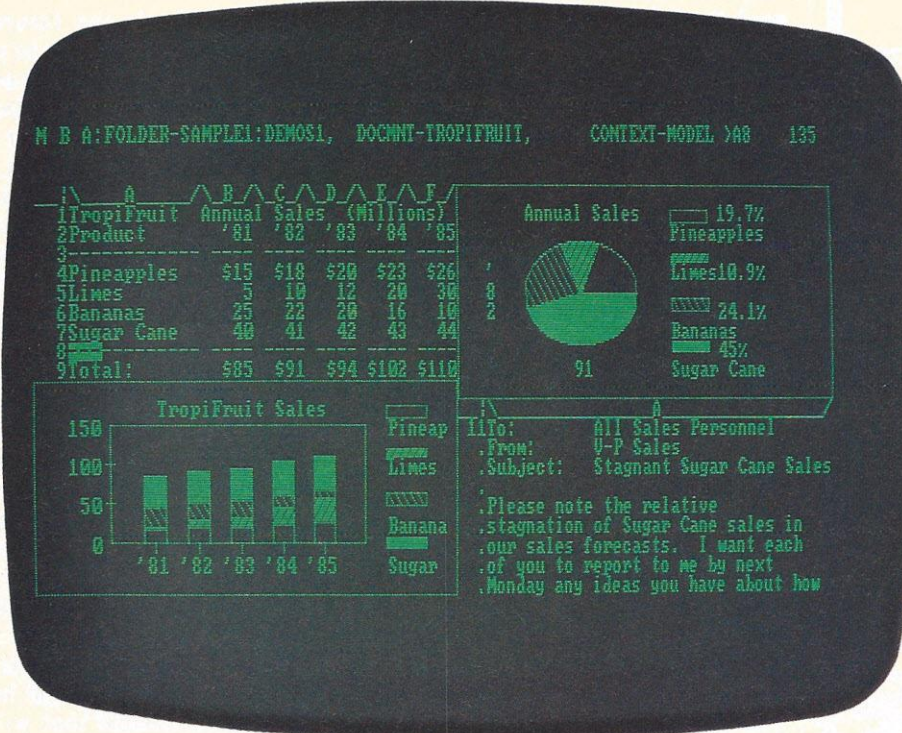 M B A:FOLDER-SAMPLE1:DEMOS1, DOCMNT-TROPIFRUIT, CONTEXT-MODEL >A8 135
A B C D E F
1TropiFruit Annual Sales (Millions)
2Product '81 '82 '83 '84 '85
3--------------- ---- ---- ---- ---- ----
4Pineapples $15 $18 $20 $23 $26
5Limes 5 10 12 20 30
6Bananas 25 22 20 16 10
7Sugar Cane 40 41 42 43 44
8--------------- ---- ---- ---- ---- ----
9Total: $85 $91 $94 $102 $110
Annual Sales
'
8
2
91
19.7%
Pineapples
Limes10.9%
24.1%
Bananas
45%
Sugar Cane
TropiFruit Sales
150
100
50
0
'81 '82 '83 '84 '85
Pineap
Limes
Banana
Sugar
A
11To: All Sales Personnel
.From: V-P Sales
.Subject: Stagnant Sugar Cane Sales
.
.Please note the relative
.stagnation of Sugar Cane sales in
.our sales forecasts. I want each
.of you to report to me by next
.Monday any ideas you have about how